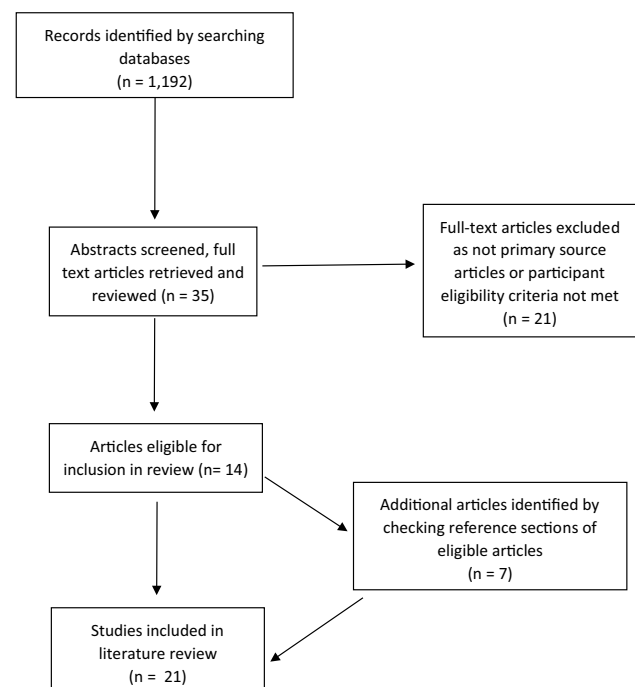 Records identified by searching
databases
(n = 1,192)
Abstracts screened, full
text articles retrieved and
reviewed (n = 35)
Full-text articles excluded
as not primary source
articles or participant
eligibility criteria not met
(n = 21)
Articles eligible for
inclusion in review (n= 14)
Additional articles identified by
checking reference sections of
eligible articles
(n = 7)
Studies included in
literature review
(n = 21)